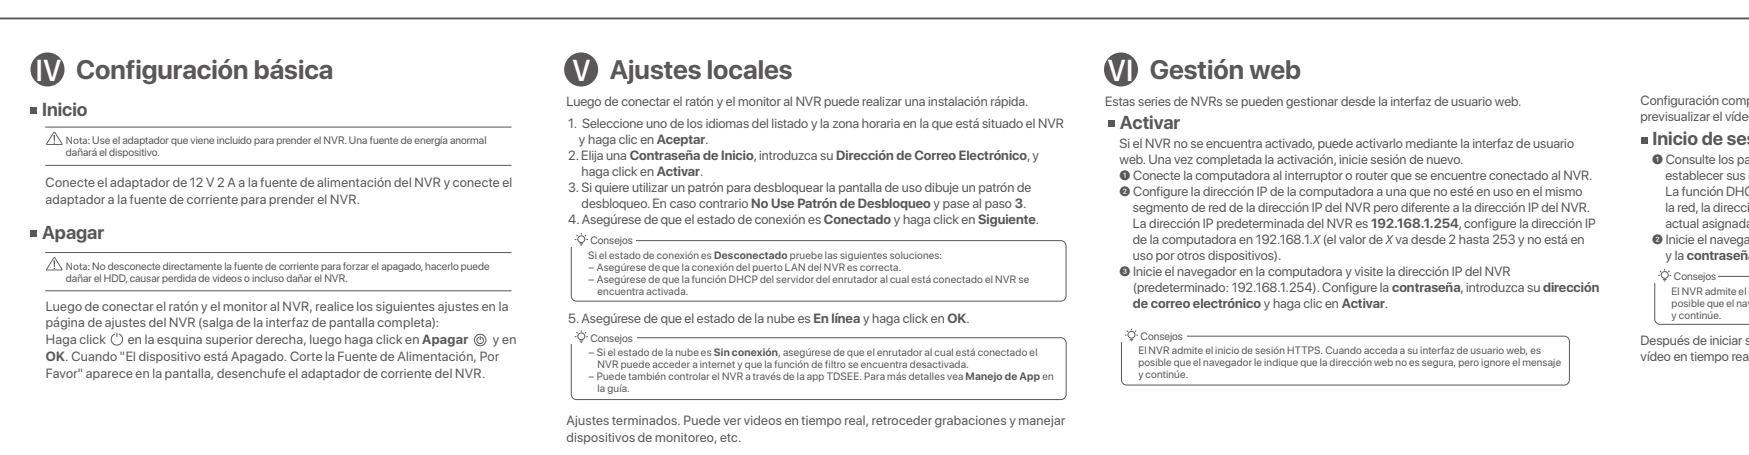 IV Configuración básica
Inicio
Nota: Use el adaptador que viene incluido para prender el NVR. Una fuente de energía anormal
dañará el dispositivo.
Conecte el adaptador de 12 V 2 A a la fuente de alimentación del NVR y conecte el
adaptador a la fuente de corriente para prender el NVR.
Apagar
Nota: No desconecte directamente la fuente de corriente para forzar el apagado, hacerlo puede
dañar el HDD, causar perdida de videos o incluso dañar el NVR.
Luego de conectar el ratón y el monitor al NVR, realice los siguientes ajustes en la
página de ajustes del NVR (salga de la interfaz de pantalla completa):
Haga click en la esquina superior derecha, luego haga click en Apagar y en
OK. Cuando "El dispositivo está Apagado. Corte la Fuente de Alimentación, Por
Favor" aparece en la pantalla, desenchufe el adaptador de corriente del NVR.
V Ajustes locales
Luego de conectar el ratón y el monitor al NVR puede realizar una instalación rápida.
1. Seleccione uno de los idiomas del listado y la zona horaria en la que está situado el NVR
y haga clic en Aceptar.
2. Elija una Contraseña de Inicio, introduzca su Dirección de Correo Electrónico, y
haga click en Activar.
3. Si quiere utilizar un patrón para desbloquear la pantalla de uso dibuje un patrón de
desbloqueo. En caso contrario No Use Patrón de Desbloqueo y pase al paso 3.
4. Asegúrese de que el estado de conexión es Conectado y haga click en Siguiente.
Consejos
Si el estado de conexión es Desconectado pruebe las siguientes soluciones:
– Asegúrese de que la conexión del puerto LAN del NVR es correcta.
– Asegúrese de que la función DHCP del servidor del enrutador al cual está conectado el NVR se
encuentra activada.
5. Asegúrese de que el estado de la nube es En línea y haga click en OK.
Consejos
– Si el estado de la nube es Sin conexión, asegúrese de que el enrutador al cual está conectado el
NVR puede acceder a internet y que la función de filtro se encuentra desactivada.
– Puede también controlar el NVR a través de la app TDSEE. Para más detalles vea Manejo de App en
la guía.
Ajustes terminados. Puede ver videos en tiempo real, retroceder grabaciones y manejar
dispositivos de monitoreo, etc.
VI Gestión web
Estas series de NVRs se pueden gestionar desde la interfaz de usuario web.
Activar
Si el NVR no se encuentra activado, puede activarlo mediante la interfaz de usuario
web. Una vez completada la activación, inicie sesión de nuevo.
❶ Conecte la computadora al interruptor o router que se encuentre conectado al NVR.
❷ Configure la dirección IP de la computadora a una que no esté en uso en el mismo
segmento de red de la dirección IP del NVR pero diferente a la dirección IP del NVR.
La dirección IP predeterminada del NVR es 192.168.1.254, configure la dirección IP
de la computadora en 192.168.1.X (el valor de X va desde 2 hasta 253 y no está en
uso por otros dispositivos).
❸ Inicie el navegador en la computadora y visite la dirección IP del NVR
(predeterminado: 192.168.1.254). Configure la contraseña, introduzca su dirección
de correo electrónico y haga clic en Activar.
Consejos
El NVR admite el inicio de sesión HTTPS. Cuando acceda a su interfaz de usuario web, es
posible que el navegador le indique que la dirección web no es segura, pero ignore el mensaje
y continúe.
Configuración comp
previsualizar el víde
Inicio de ses
❶ Consulte los pa
establecer sus
La función DHC
la red, la direcci
actual asignada
❷ Inicie el navega
y la contraseña
Consejos
El NVR admite el
posible que el nav
y continúe.
Después de iniciar s
vídeo en tiempo rea